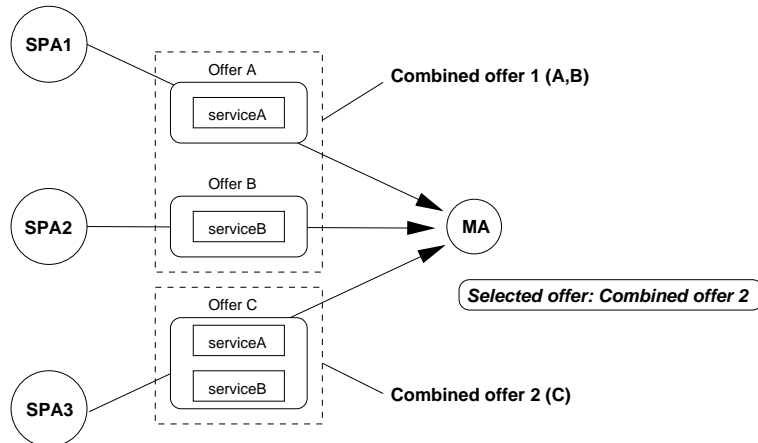 SPA1
Offer A
serviceA
Combined offer 1 (A,B)
Offer B
SPA2
serviceB
MA
Selected offer: Combined offer 2
Offer C
serviceA
serviceB
Combined offer 2 (C)
SPA3